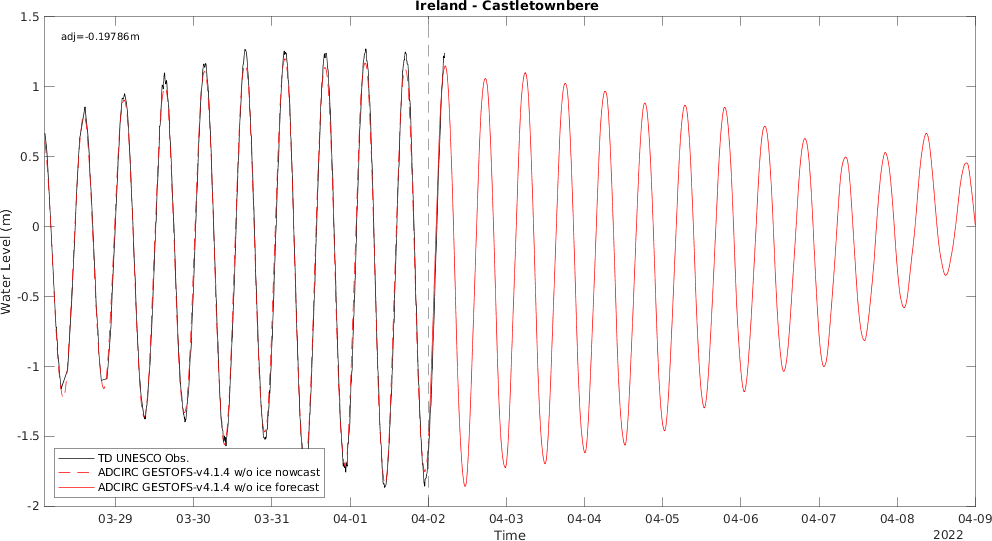 Ireland - Castletownbere
adj=-0.19786m
1.5
1
0.5
0
-0.5
-1
-1.5
-2
Water Level (m)
TD UNESCO Obs.
ADCIRC GESTOFS-v4.1.4 w/o ice nowcast
ADCIRC GESTOFS-v4.1.4 w/o ice forecast
03-29 03-30 03-31 04-01 04-02 04-03 04-04 04-05 04-06 04-07 04-08 04-09
Time
2022